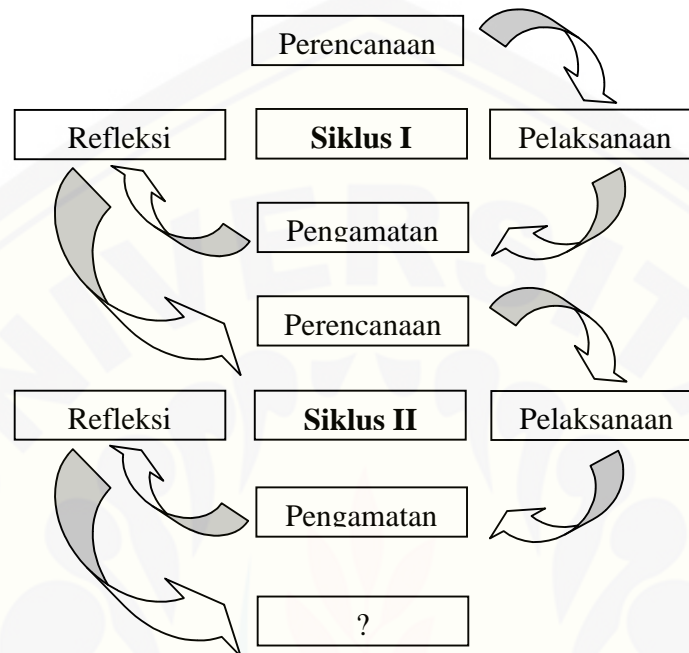 Perencanaan
Refleksi
Siklus I
Pelaksanaan
Pengamatan
Perencanaan
Refleksi
Siklus II
Pelaksanaan
Pengamatan
?